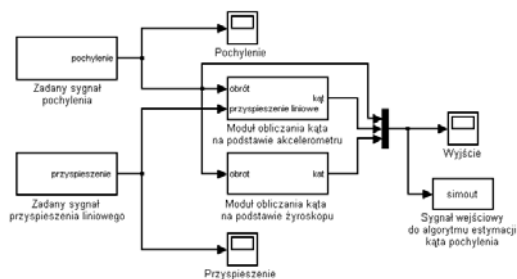 pochylenie
Zadany sygnał
pochylenia
Pochylenie
obrót
przyspieszenie liniowe
kąt
Moduł obliczania kąta
na podstawie akcelerometru
przyspieszenie
Zadany sygnał
przyspieszenia liniowego
obrot
kat
Moduł obliczania kąta
na podstawie żyroskopu
Przyspieszenie
Wyjście
simout
Sygnał wejściowy
do algorytmu estymacji
kąta pochylenia